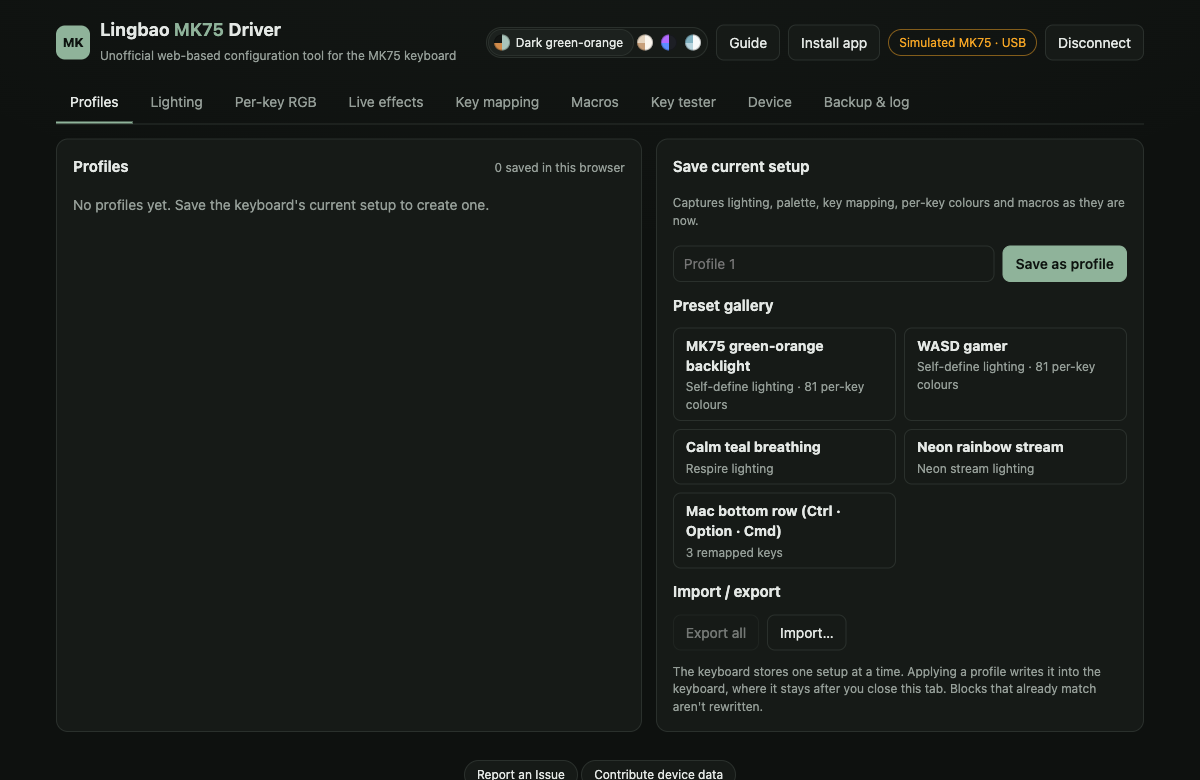 MK
Lingbao MK75 Driver
Unofficial web-based configuration tool for the MK75 keyboard
Dark green-orange
Guide
Install app
Simulated MK75 · USB
Disconnect
Profiles
Lighting
Per-key RGB
Live effects
Key mapping
Macros
Key tester
Device
Backup & log
Profiles
0 saved in this browser
No profiles yet. Save the keyboard's current setup to create one.
Save current setup
Captures lighting, palette, key mapping, per-key colours and macros as they are
now.
Profile 1
Save as profile
Preset gallery
MK75 green-orange
backlight
Self-define lighting · 81 per-key
colours
WASD gamer
Self-define lighting · 81 per-key
colours
Calm teal breathing
Respire lighting
Neon rainbow stream
Neon stream lighting
Mac bottom row (Ctrl ·
Option · Cmd)
3 remapped keys
Import / export
Export all
Import...
The keyboard stores one setup at a time. Applying a profile writes it into the
keyboard, where it stays after you close this tab. Blocks that already match
aren't rewritten.
Report an Issue
Contribute device data